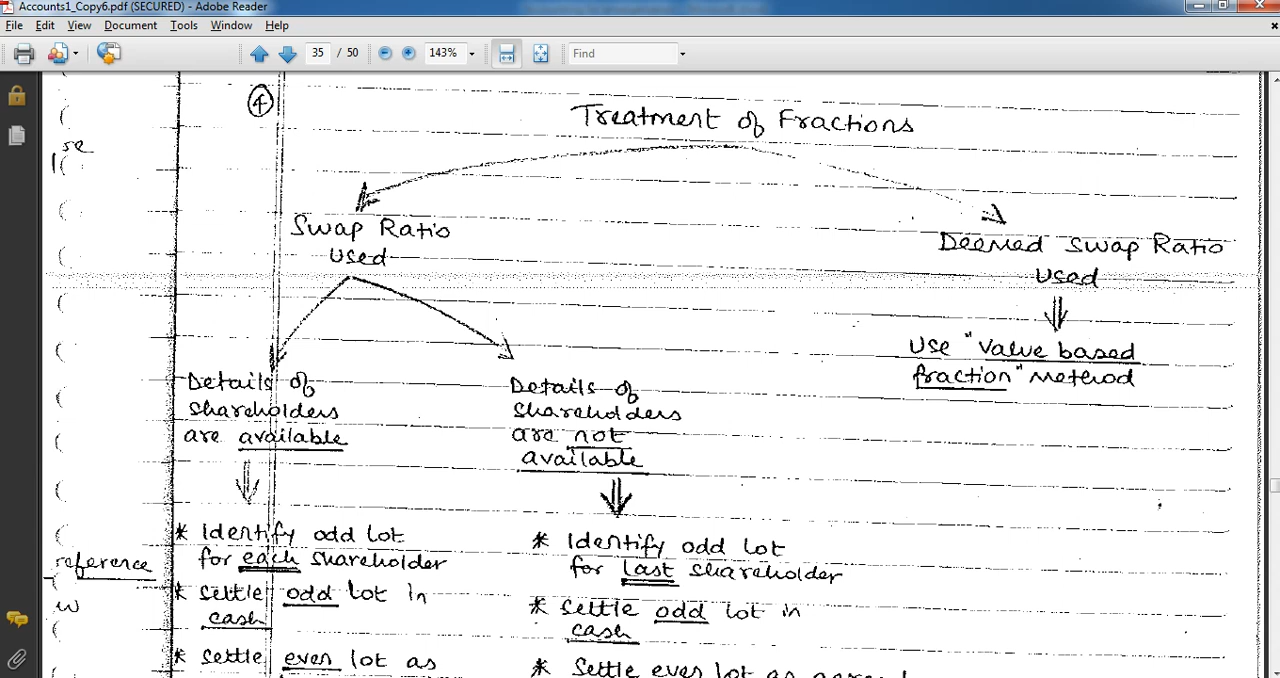 Accounts1_Copy6.pdf (SECURED) - Adobe Reader
File Edit View Document Tools Window Help
35 / 50 143% Find
4
Treatment of Fractions
se
Swap Ratio
Used
Deemed Swap Ratio
Used
Use "Value based
fraction" method
Details of
shareholders
are available
Details of
shareholders
are not
available
* Identify odd lot
for each shareholder
* Settle odd lot in
cash
* Settle even lot as
* Identify odd lot
for last shareholder
* Settle odd lot in
cash
* Settle even lot as agreed
reference
w